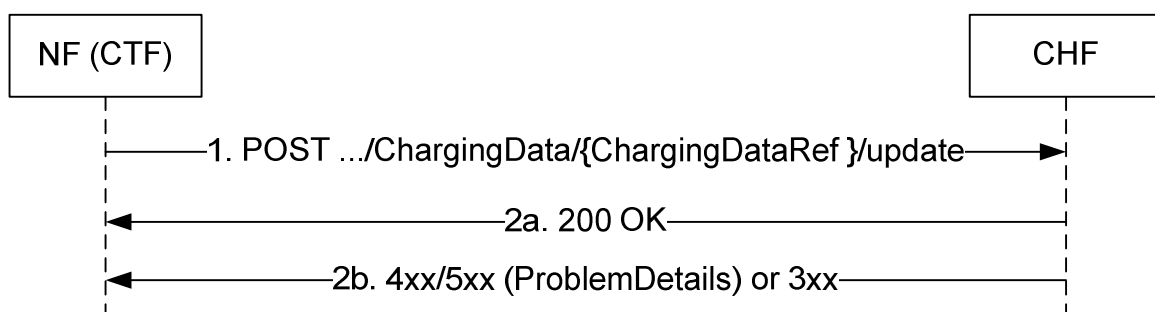 NF (CTF)
CHF
1. POST .../ChargingData/{ChargingDataRef }/update
2a. 200 OK
2b. 4xx/5xx (ProblemDetails) or 3xx